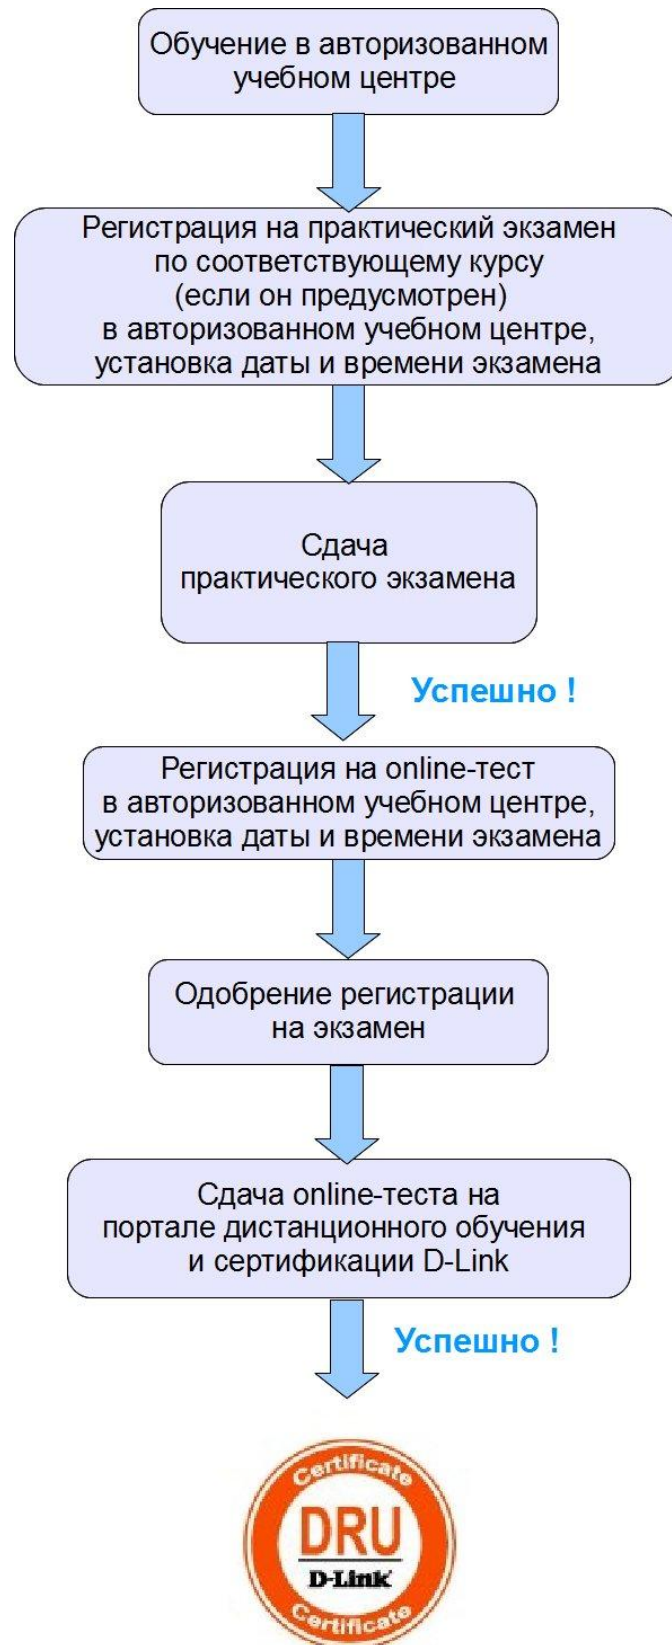 Обучение в авторизованном
учебном центре
Регистрация на практический экзамен
по соответствующему курсу
(если он предусмотрен)
в авторизованном учебном центре,
установка даты и времени экзамена
Сдача
практического экзамена
Успешно !
Регистрация на online-тест
в авторизованном учебном центре,
установка даты и времени экзамена
Одобрение регистрации
на экзамен
Сдача online-теста на
портале дистанционного обучения
и сертификации D-Link
Успешно !
Certificate
DRU
D-Link
Certificate